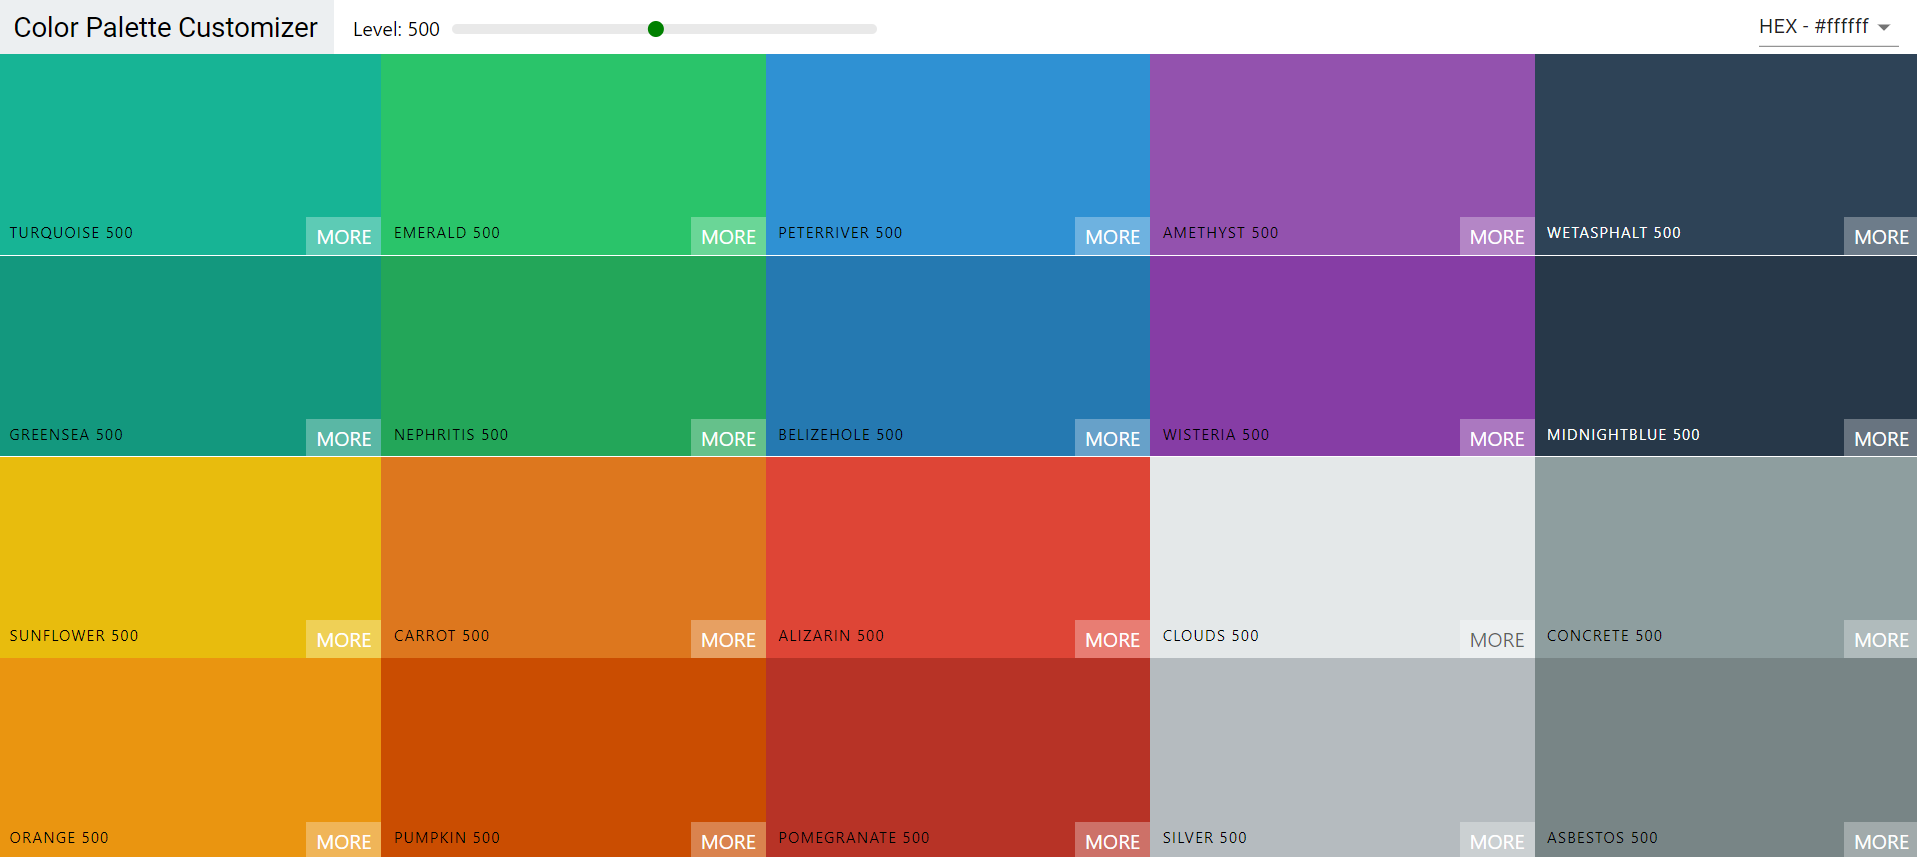 Color Palette Customizer Level: 500 HEX - #ffffff
TURQUOISE 500 MORE EMERALD 500 MORE PETERRIVER 500 MORE AMETHYST 500 MORE WETASPHALT 500 MORE
GREENSEA 500 MORE NEPHRITIS 500 MORE BELIZEHOLE 500 MORE WISTERIA 500 MORE MIDNIGHTBLUE 500 MORE
SUNFLOWER 500 MORE CARROT 500 MORE ALIZARIN 500 MORE CLOUDS 500 MORE CONCRETE 500 MORE
ORANGE 500 MORE PUMPKIN 500 MORE POMEGRANATE 500 MORE SILVER 500 MORE ASBESTOS 500 MORE